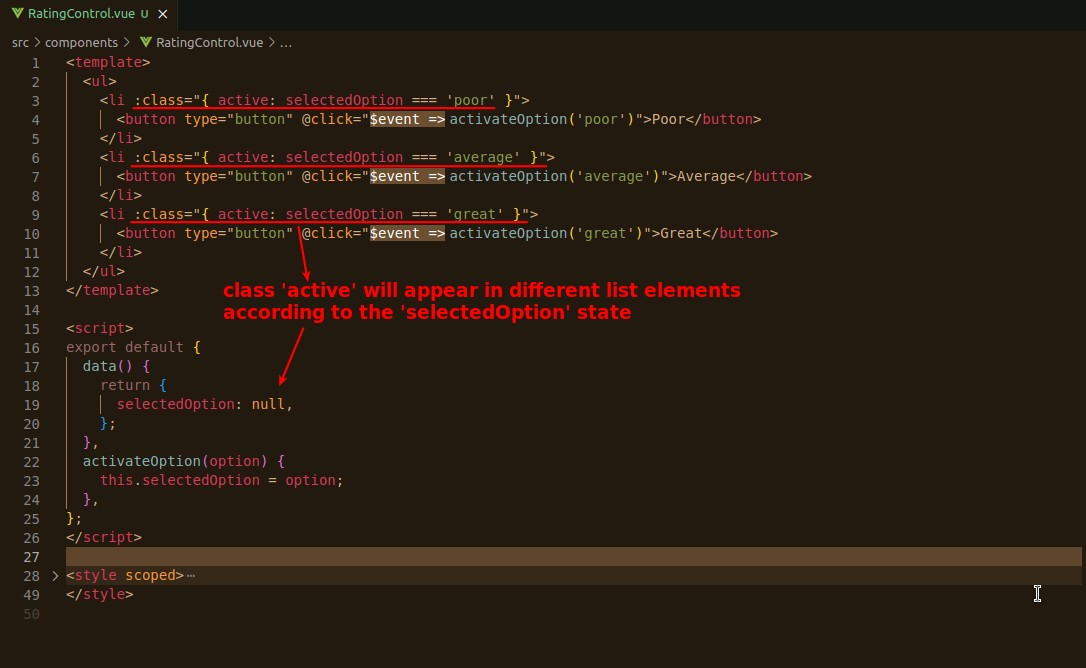 RatingControl.vue U
src > components > RatingControl.vue > ...
1 <template>
2 <ul>
3 <li :class="{ active: selectedOption === 'poor' }">
4 <button type="button" @click="$event => activateOption('poor')">Poor</button>
5 </li>
6 <li :class="{ active: selectedOption === 'average' }">
7 <button type="button" @click="$event => activateOption('average')">Average</button>
8 </li>
9 <li :class="{ active: selectedOption === 'great' }">
10 <button type="button" @click="$event => activateOption('great')">Great</button>
11 </li>
12 </ul>
13 </template>
class 'active' will appear in different list elements
14
according to the 'selectedOption' state
15 <script>
16 export default {
17 data() {
18 return {
19 selectedOption: null,
20 };
21 },
22 activateOption(option) {
23 this.selectedOption = option;
24 },
25 };
26 </script>
27
28 <style scoped>…
49 </style>
50